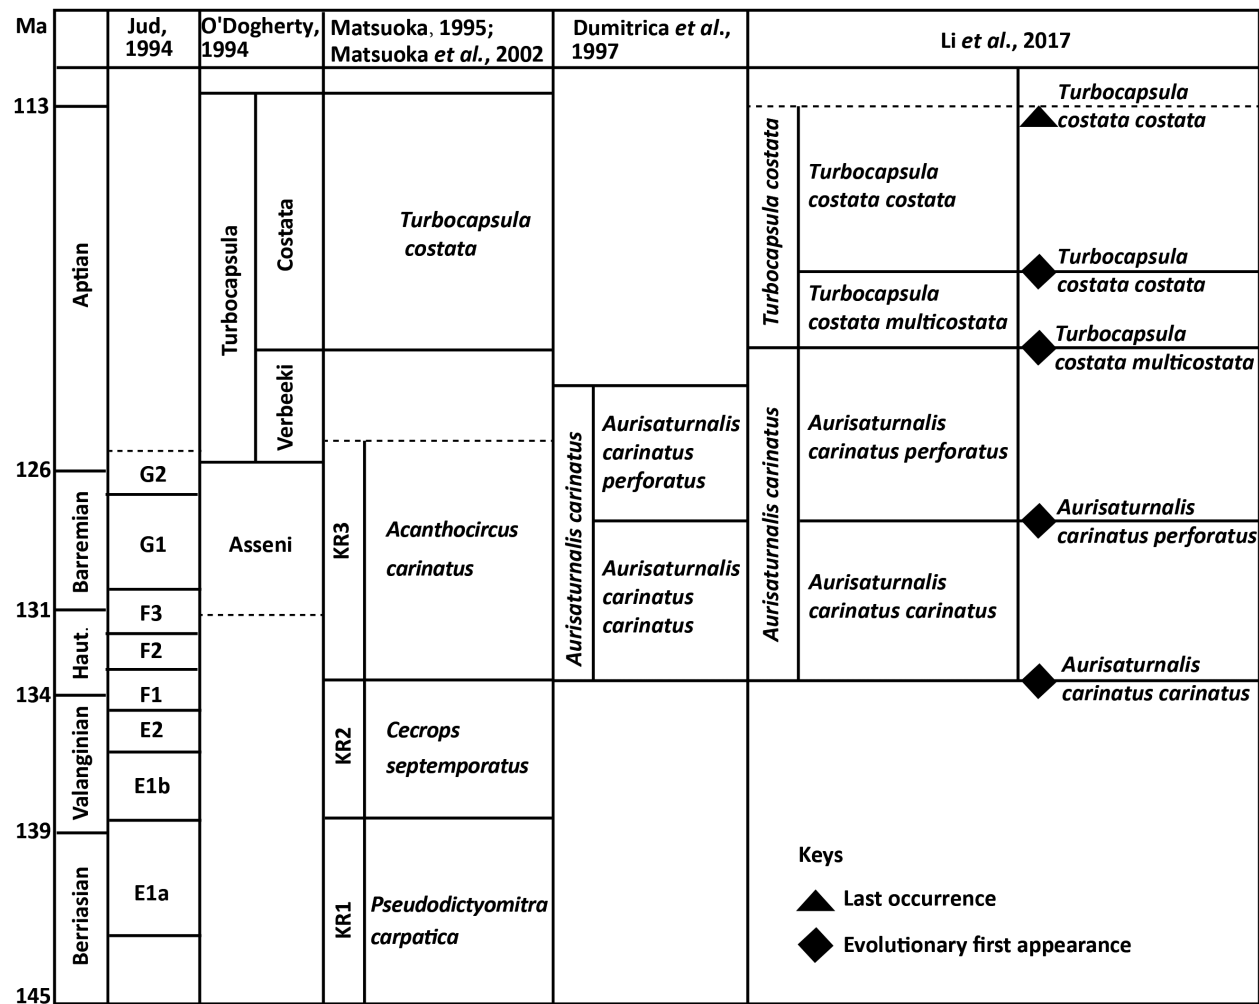 Ma
Jud,
1994
O'Dogherty,
1994
Matsuoka, 1995;
Matsuoka et al., 2002
Dumitrica et al.,
1997
Li et al., 2017
113
126
131
134
139
145
Aptian
Barremian
Haut.
Valanginian
Berriasian
G2
G1
F3
F2
F1
E2
E1b
E1a
Turbocapsula
Costata
Verbeeki
Asseni
Turbocapsula
costata
KR3
Acanthocircus
carinatus
KR2
Cecrops
septemporatus
KR1
Pseudodictyomitra
carpatica
Aurisaturnalis carinatus
Aurisaturnalis
carinatus
perforatus
Aurisaturnalis
carinatus
carinatus
Turbocapsula costata
Turbocapsula
costata costata
Turbocapsula
costata multicostata
Aurisaturnalis carinatus
Aurisaturnalis
carinatus perforatus
Aurisaturnalis
carinatus carinatus
Turbocapsula
costata costata
Turbocapsula
costata costata
Turbocapsula
costata multicostata
Aurisaturnalis
carinatus perforatus
Aurisaturnalis
carinatus carinatus
Keys
Last occurrence
Evolutionary first appearance